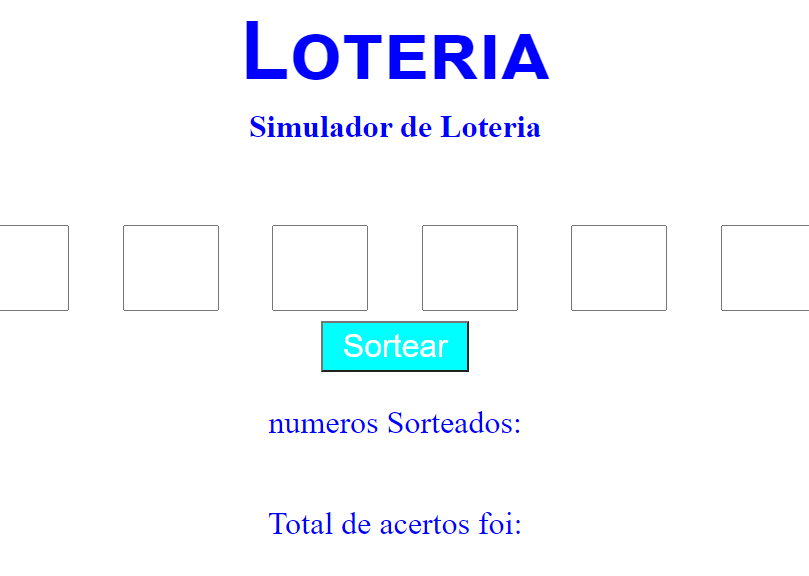 Loteria
Simulador de Loteria
Sortear
numeros Sorteados:
Total de acertos foi: